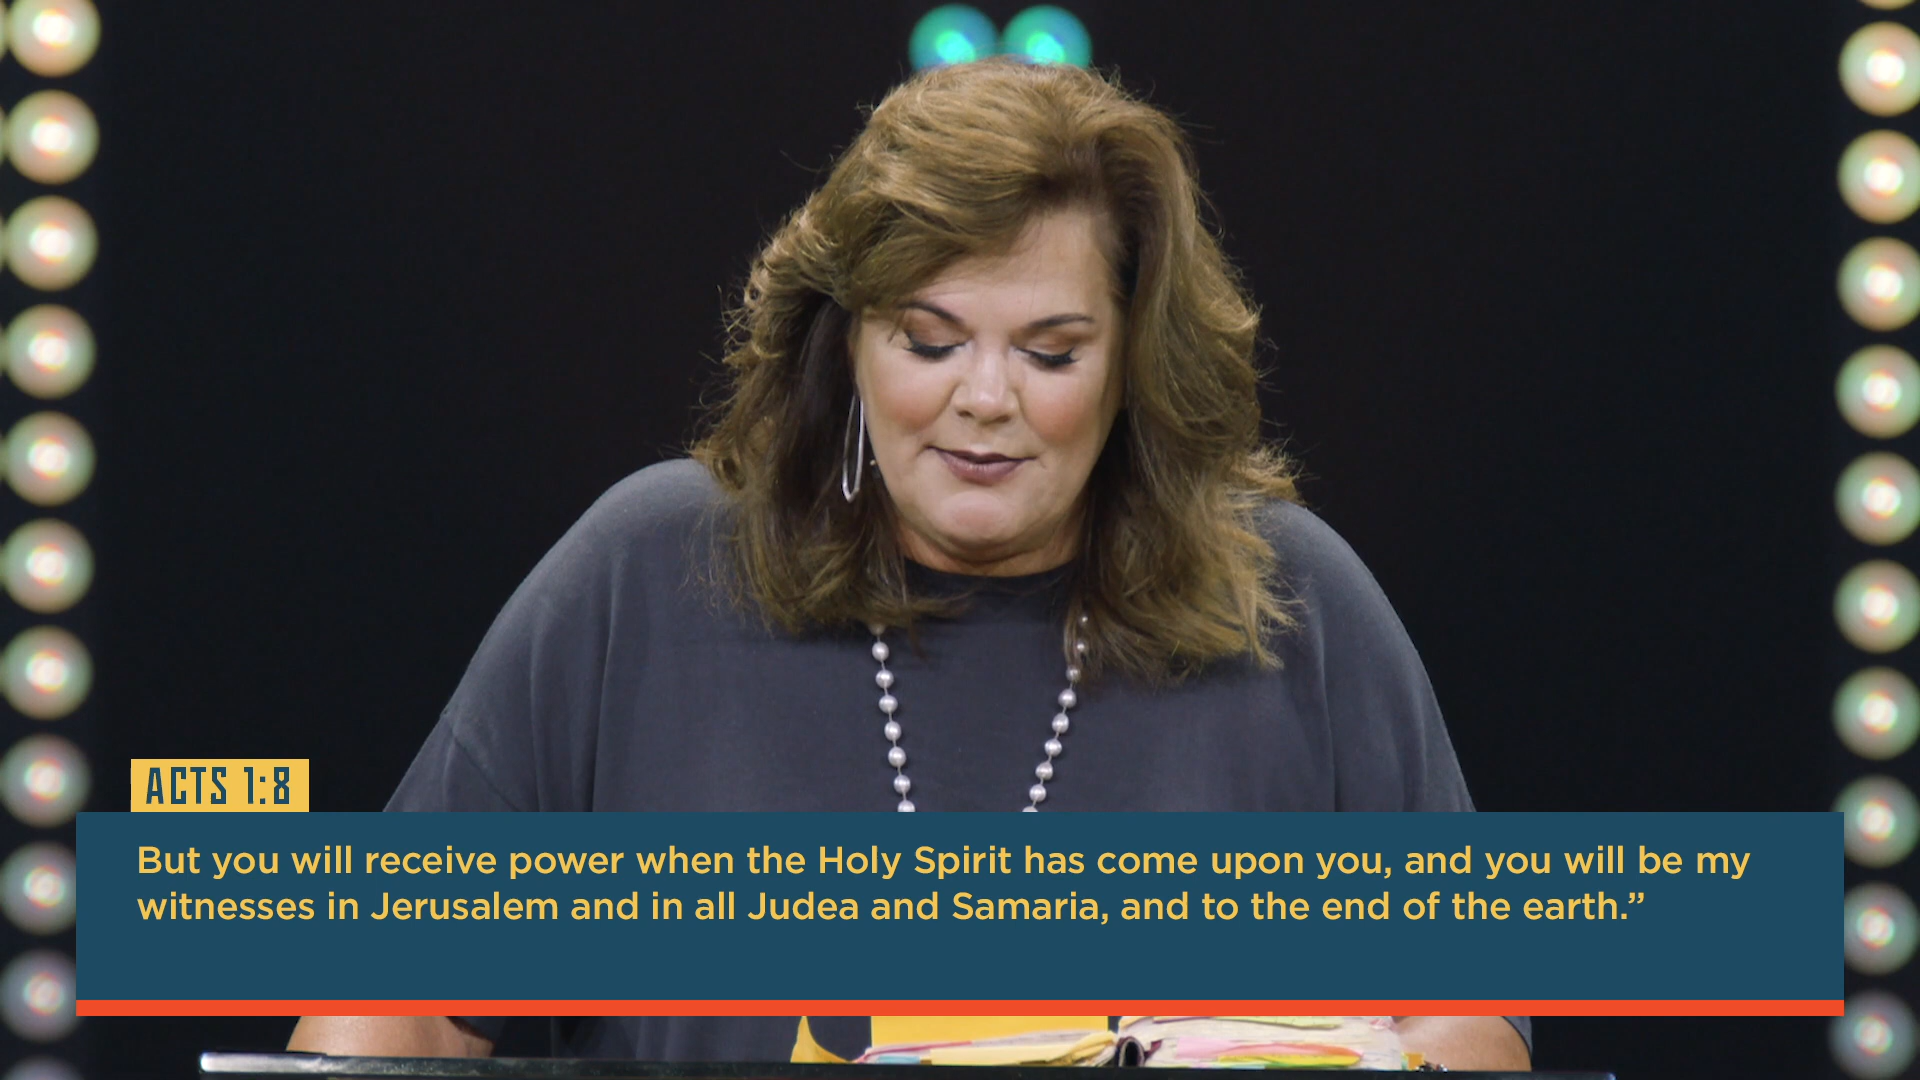 ACTS 1:8
But you will receive power when the Holy Spirit has come upon you, and you will be my
witnesses in Jerusalem and in all Judea and Samaria, and to the end of the earth.”